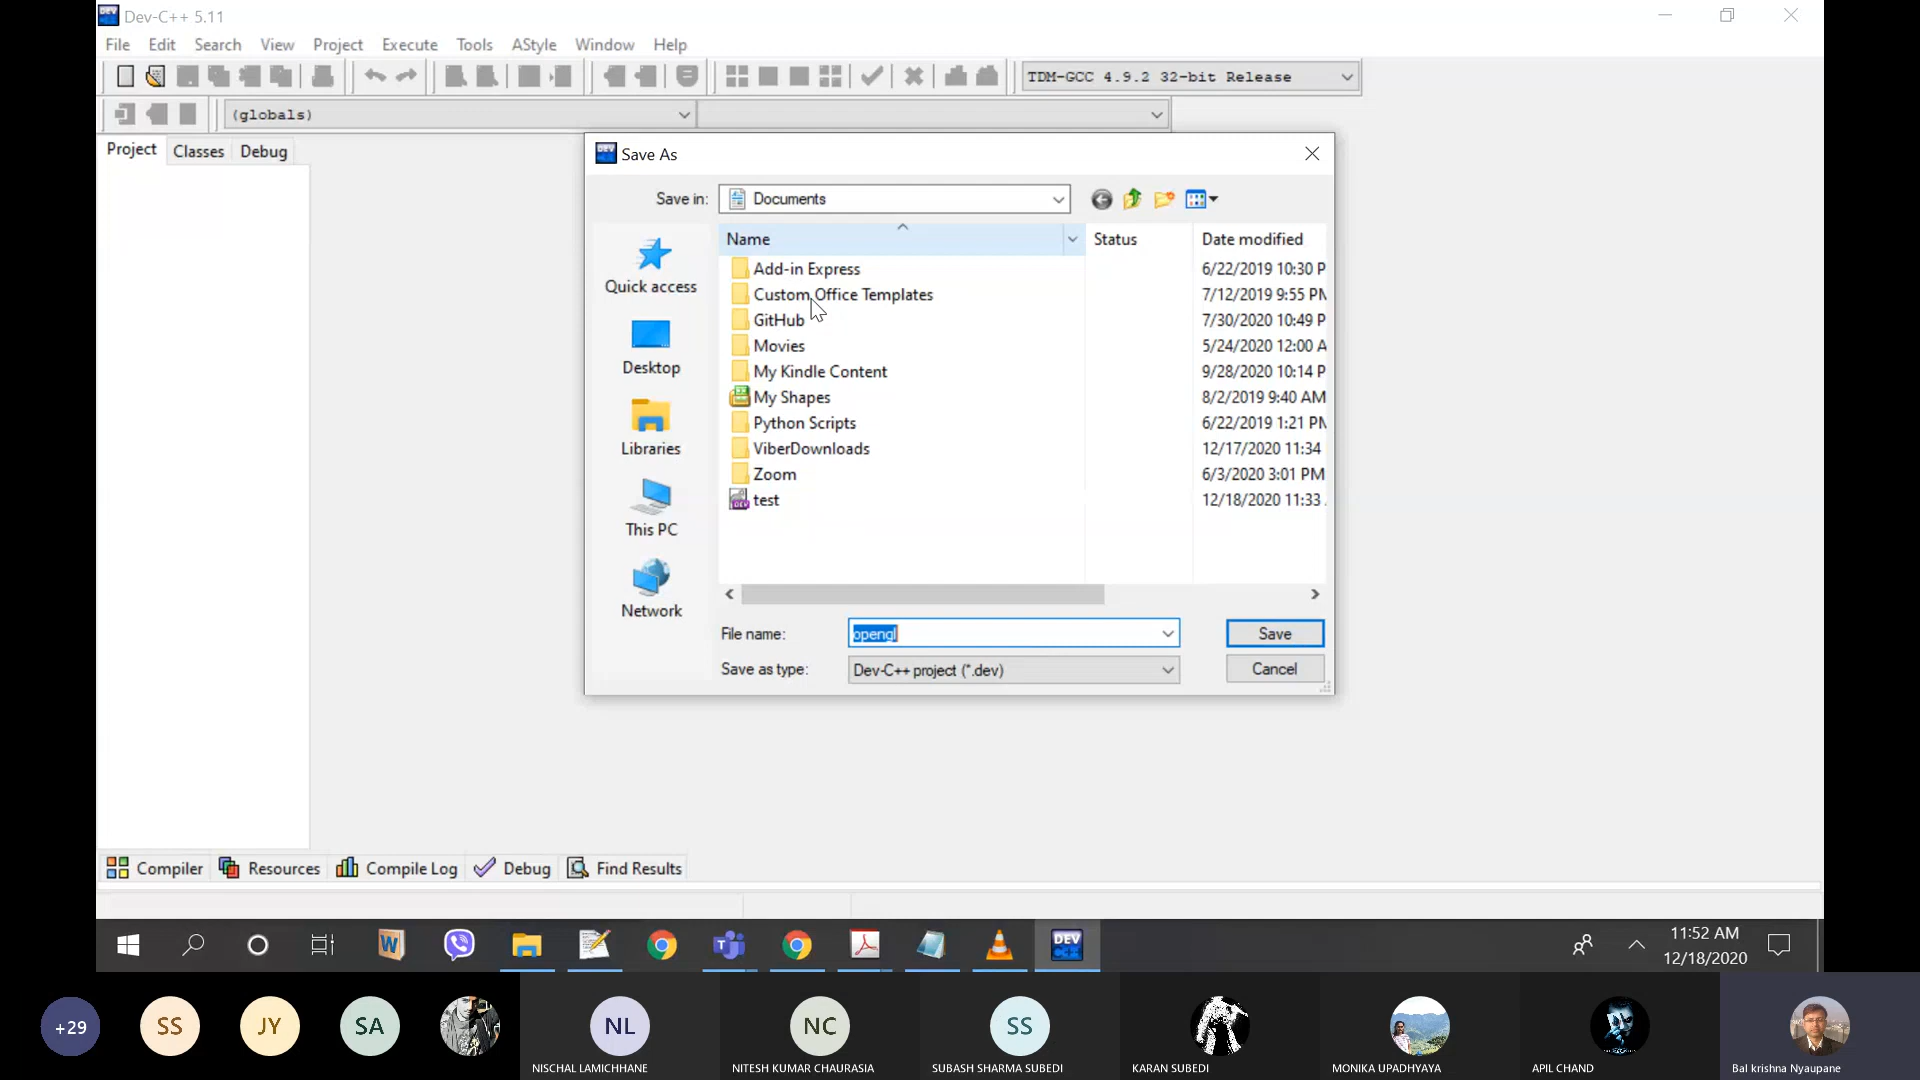 Dev-C++ 5.11
File Edit Search View Project Execute Tools AStyle Window Help
TDM-GCC 4.9.2 32-bit Release
(globals)
Project Classes Debug
Save As
Save in: Documents
Name Status Date modified
Quick access
Desktop
Libraries
This PC
Network
Add-in Express 6/22/2019 10:30 P
Custom Office Templates 7/12/2019 9:55 PM
GitHub 7/30/2020 10:49 P
Movies 5/24/2020 12:00 A
My Kindle Content 9/28/2020 10:14 P
My Shapes 8/2/2019 9:40 AM
Python Scripts 6/22/2019 1:21 PM
ViberDownloads 12/17/2020 11:34
Zoom 6/3/2020 3:01 PM
test 12/18/2020 11:33
File name: opengl Save
Save as type: Dev-C++ project (*.dev) Cancel
Compiler Resources Compile Log Debug Find Results
DEV
11:52 AM
12/18/2020
+29 SS JY SA NL NC SS
NISCHAL LAMICHHANE NITESH KUMAR CHAURASIA SUBASH SHARMA SUBEDI KARAN SUBEDI MONIKA UPADHYAYA APIL CHAND Bal krishna Nyaupane